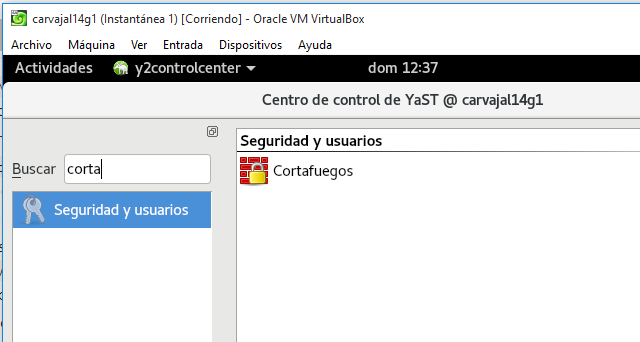 carvajal14g1 (Instantánea 1) [Corriendo] - Oracle VM VirtualBox
Archivo Máquina Ver Entrada Dispositivos Ayuda
Actividades y2controlcenter dom 12:37
Centro de control de YaST @ carvajal14g1
Buscar corta
Seguridad y usuarios
Seguridad y usuarios
Cortafuegos